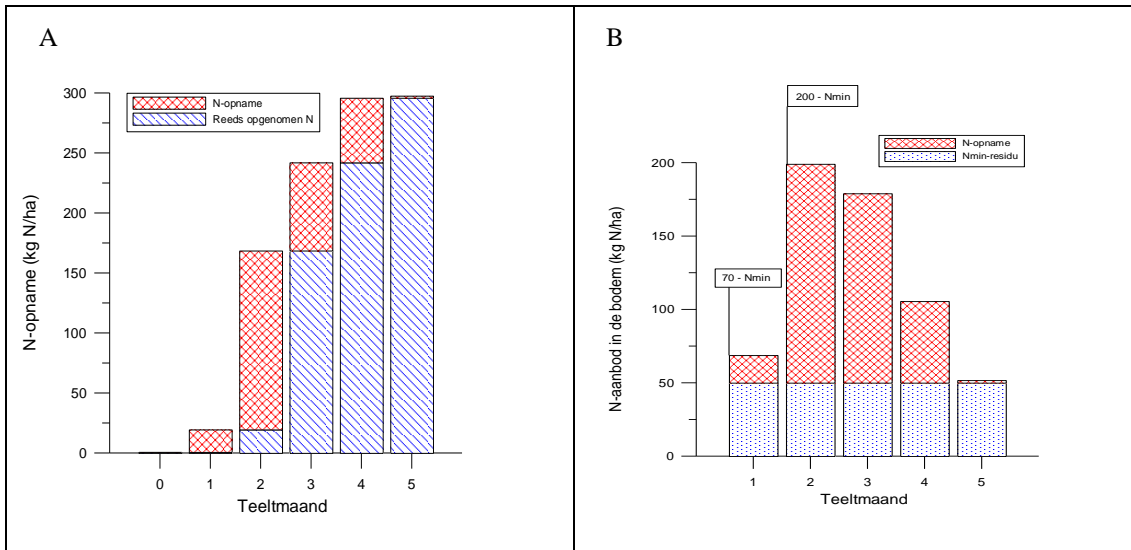 A
N-opname
Reeds opgenomen N
300
250
200
150
100
50
0
N-opname (kg N/ha)
0 1 2 3 4 5
Teeltmaand
B
200 - Nmin
N-opname
Nmin-residu
70 - Nmin
200
150
100
50
0
N-aanbod in de bodem (kg N/ha)
1 2 3 4 5
Teeltmaand